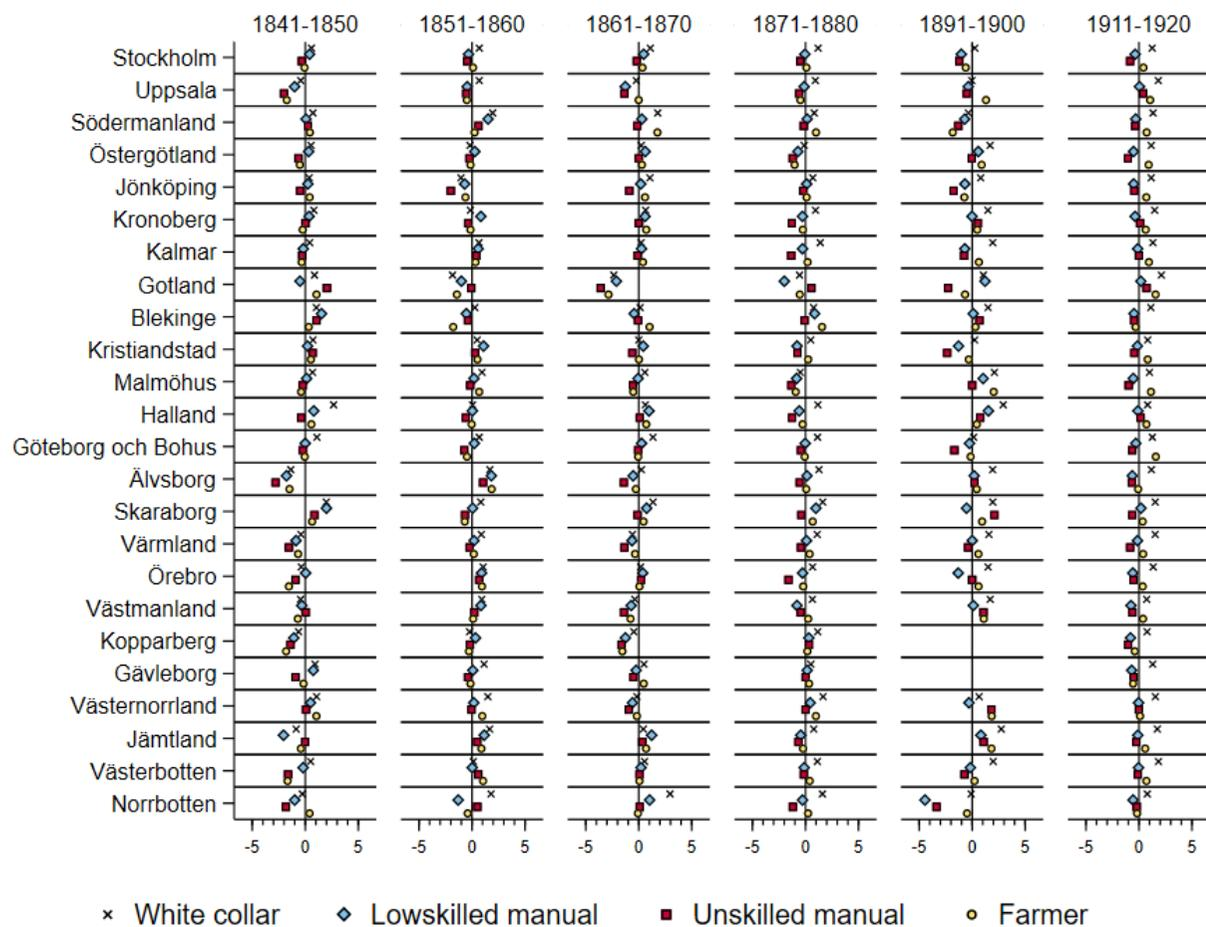 1841-1850 1851-1860 1861-1870 1871-1880 1891-1900 1911-1920
Stockholm
Uppsala
Södermanland
Östergötland
Jönköping
Kronoberg
Kalmar
Gotland
Blekinge
Kristiandstad
Malmöhus
Halland
Göteborg och Bohus
Älvsborg
Skaraborg
Värmland
Örebro
Västmanland
Kopparberg
Gävleborg
Västernorrland
Jämtland
Västerbotten
Norrbotten
-5 0 5 -5 0 5 -5 0 5 -5 0 5 -5 0 5 -5 0 5
White collar Lowskilled manual Unskilled manual Farmer